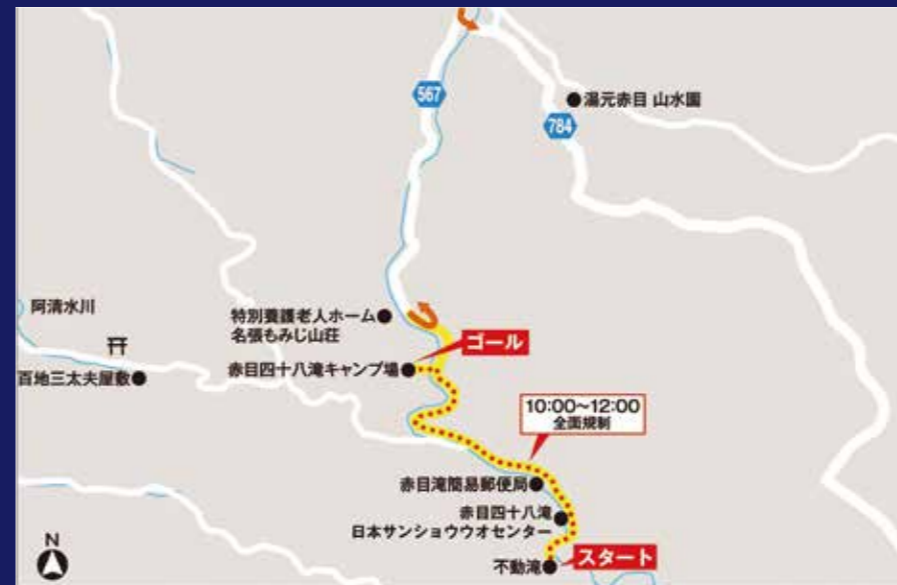 567
湯元赤目 山水園
784
阿清水川
特別養護老人ホーム
名張もみじ山荘
ゴール
赤目四十八滝キャンプ場
百地三太夫屋敷
10:00〜12:00
全面規制
赤目滝簡易郵便局
赤目四十八滝
日本サンショウウオセンター
N
スタート
不動滝